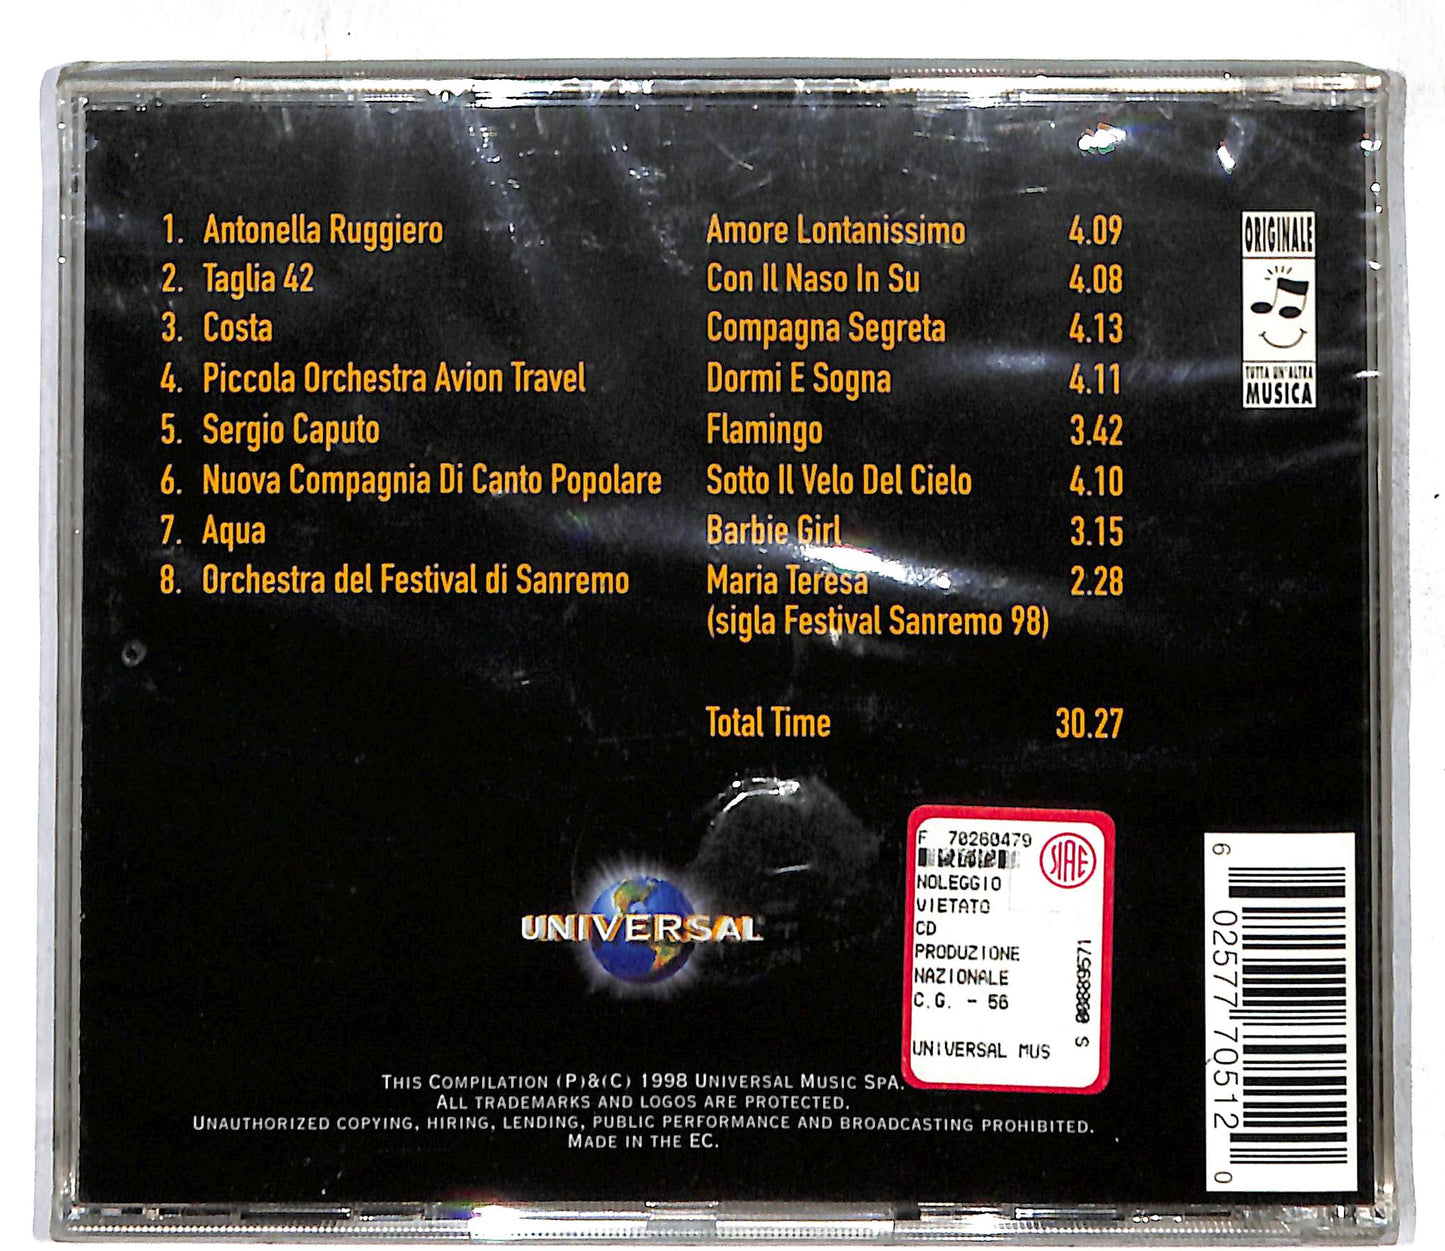 1. Antonella Ruggiero Amore Lontanissimo 4.09
2. Taglia 42 Con Il Naso In Su 4.08
3. Costa Compagna Segreta 4.13
4. Piccola Orchestra Avion Travel Dormi E Sogna 4.11
5. Sergio Caputo Flamingo 3.42
6. Nuova Compagnia Di Canto Popolare Sotto Il Velo Del Cielo 4.10
7. Aqua Barbie Girl 3.15
8. Orchestra del Festival di Sanremo Maria Teresa 2.28
(sigla Festival Sanremo 98)
Total Time 30.27
ORIGINALE
TUTTA UN'ALTRA
MUSICA
UNIVERSAL
F 70260479
SIAE
NOLEGGIO
VIETATO
CD
PRODUZIONE
NAZIONALE
C.G. - 56
UNIVERSAL MUS
THIS COMPILATION (P)&(C) 1998 UNIVERSAL MUSIC SPA.
ALL TRADEMARKS AND LOGOS ARE PROTECTED.
UNAUTHORIZED COPYING, HIRING, LENDING, PUBLIC PERFORMANCE AND BROADCASTING PROHIBITED.
MADE IN THE EC.
6 02577 70512 0